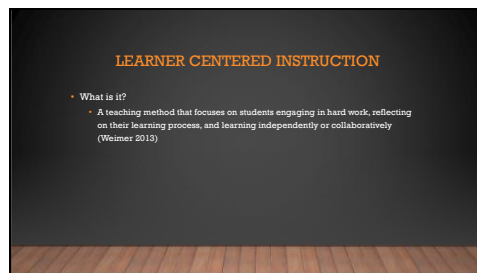 LEARNER CENTERED INSTRUCTION
• What is it?
• A teaching method that focuses on students engaging in hard work, reflecting
on their learning process, and learning independently or collaboratively
(Weimer 2013)